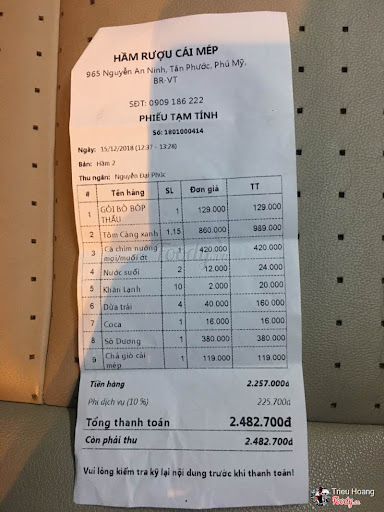 HẦM RƯỢU CÁI MÉP
965 Nguyễn An Ninh, Tân Phước, Phú Mỹ,
BR-VT
SĐT: 0909 186 222
PHIẾU TẠM TÍNH
Số: 1801000414
Ngày: 15/12/2018 (12:37 - 13:28)
Bàn: Hầm 2
Thu ngân: Nguyễn Đại Phúc
# Tên hàng SL Đơn giá TT
1 GỎI BÒ BÓP THẤU 1 129.000 129.000
2 Tôm Càng xanh 1,15 860.000 989.000
3 Cá chim nướng mọi/muối ớt 1 420.000 420.000
4 Nước suối 2 12.000 24.000
5 Khăn Lạnh 10 2.000 20.000
6 Dừa trái 4 40.000 160.000
7 Coca 1 16.000 16.000
8 Sò Dương 1 380.000 380.000
9 Chả giò cái mép 1 119.000 119.000
Tiền hàng 2.257.000đ
Phí dịch vụ (10 %) 225.700đ
Tổng thanh toán 2.482.700đ
Còn phải thu 2.482.700đ
Vui lòng kiểm tra kỹ lại nội dung trước khi thanh toán!
Trieu Hoang
Foody.vn